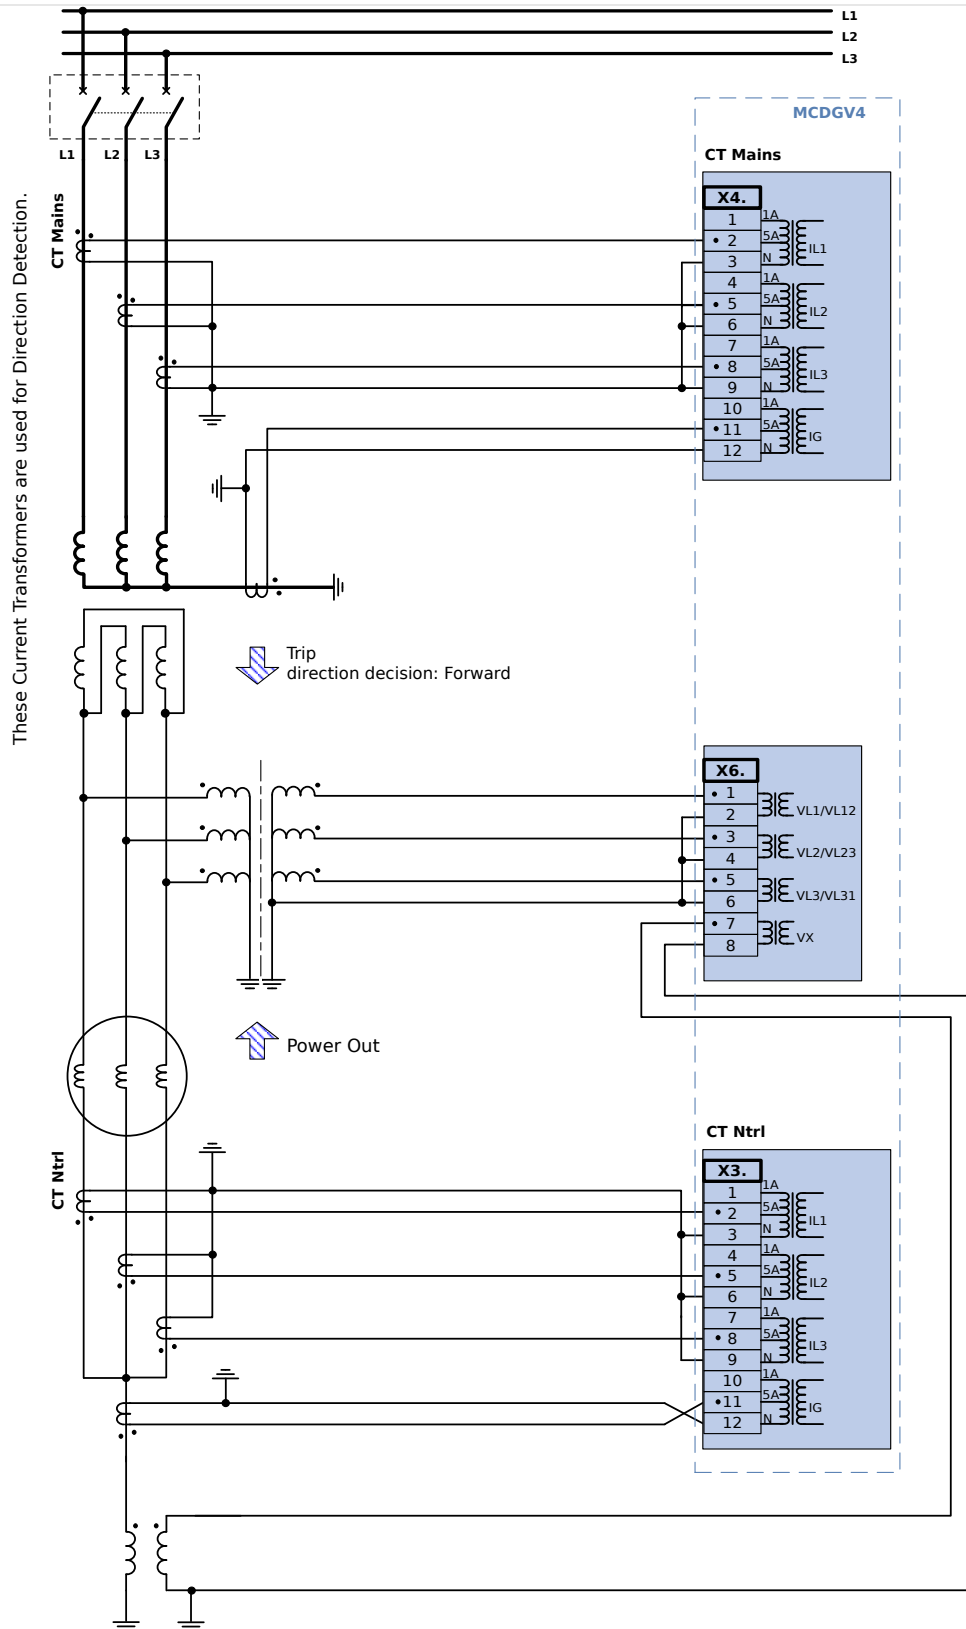 L1
L2
L3
MCDGV4
L1 L2 L3
CT Mains
These Current Transformers are used for Direction Detection.
CT Mains
X4.
1 1A
2 5A IL1
3 N
4 1A
5 5A IL2
6 N
7 1A
8 5A IL3
9 N
10 1A
11 5A IG
12 N
Trip
direction decision: Forward
X6.
1
2 VL1/VL12
3
4 VL2/VL23
5
6 VL3/VL31
7
8 VX
Power Out
CT Ntrl
CT Ntrl
X3.
1 1A
2 5A IL1
3 N
4 1A
5 5A IL2
6 N
7 1A
8 5A IL3
9 N
10 1A
11 5A IG
12 N